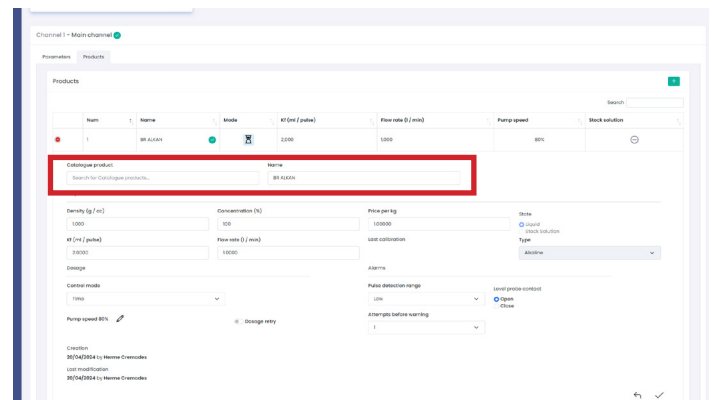 Channel 1 - Main channel
Parameters Products
Products
Search
Num Name Mode Kf (ml / pulse) Flow rate (l / min) Pump speed Stock solution
1 BR ALKAN 2,000 1,000 80%
Catalogue product Name
Search for Catalogue products... BR ALKAN
Density (g / cc) Concentration (%) Price per kg State
1.000 100 1.00000 Liquid
Stock Solution
Kf (ml / pulse) Flow rate (l / min) Last calibration Type
2.0000 1.0000 Alkaline
Dosage Alarms
Control mode Pulse detection range Level probe contact
Time Low Open
Close
Pump speed 80% Dosage retry Attempts before warning
1
Creation
30/04/2024 by Herme Cremades
Last modification
30/04/2024 by Herme Cremades